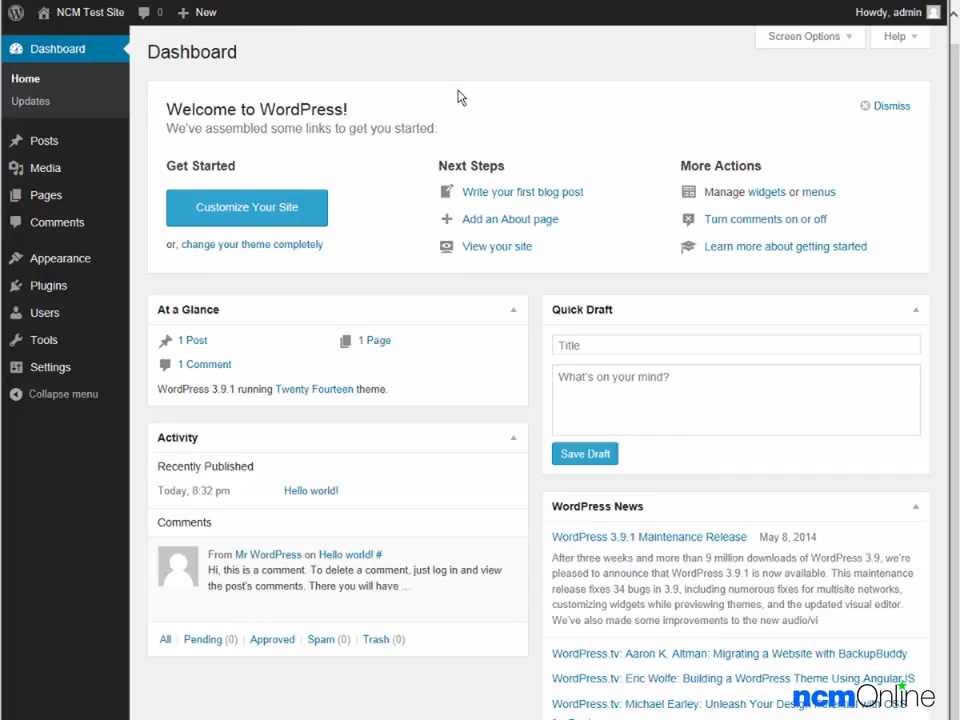 NCM Test Site 0 New Howdy, admin
Dashboard
Home
Updates
Posts
Media
Pages
Comments
Appearance
Plugins
Users
Tools
Settings
Collapse menu
Screen Options Help
Dashboard
Welcome to WordPress!
We've assembled some links to get you started:
Dismiss
Get Started
Customize Your Site
or, change your theme completely
Next Steps
Write your first blog post
Add an About page
View your site
More Actions
Manage widgets or menus
Turn comments on or off
Learn more about getting started
At a Glance
1 Post 1 Page
1 Comment
WordPress 3.9.1 running Twenty Fourteen theme.
Activity
Recently Published
Today, 8:32 pm Hello world!
Comments
From Mr WordPress on Hello world! #
Hi, this is a comment. To delete a comment, just log in and view
the post's comments. There you will have ...
All | Pending (0) | Approved | Spam (0) | Trash (0)
Quick Draft
Title
What's on your mind?
Save Draft
WordPress News
WordPress 3.9.1 Maintenance Release May 8, 2014
After three weeks and more than 9 million downloads of WordPress 3.9, we're
pleased to announce that WordPress 3.9.1 is now available. This maintenance
release fixes 34 bugs in 3.9, including numerous fixes for multisite networks,
customizing widgets while previewing themes, and the updated visual editor.
We've also made some improvements to the new audio/vi
WordPress.tv: Aaron K. Altman: Migrating a Website with BackupBuddy
WordPress.tv: Eric Wolfe: Building a WordPress Theme Using AngularJS
WordPress.tv: Michael Earley: Unleash Your Design Potential with CSS
ncmOnline